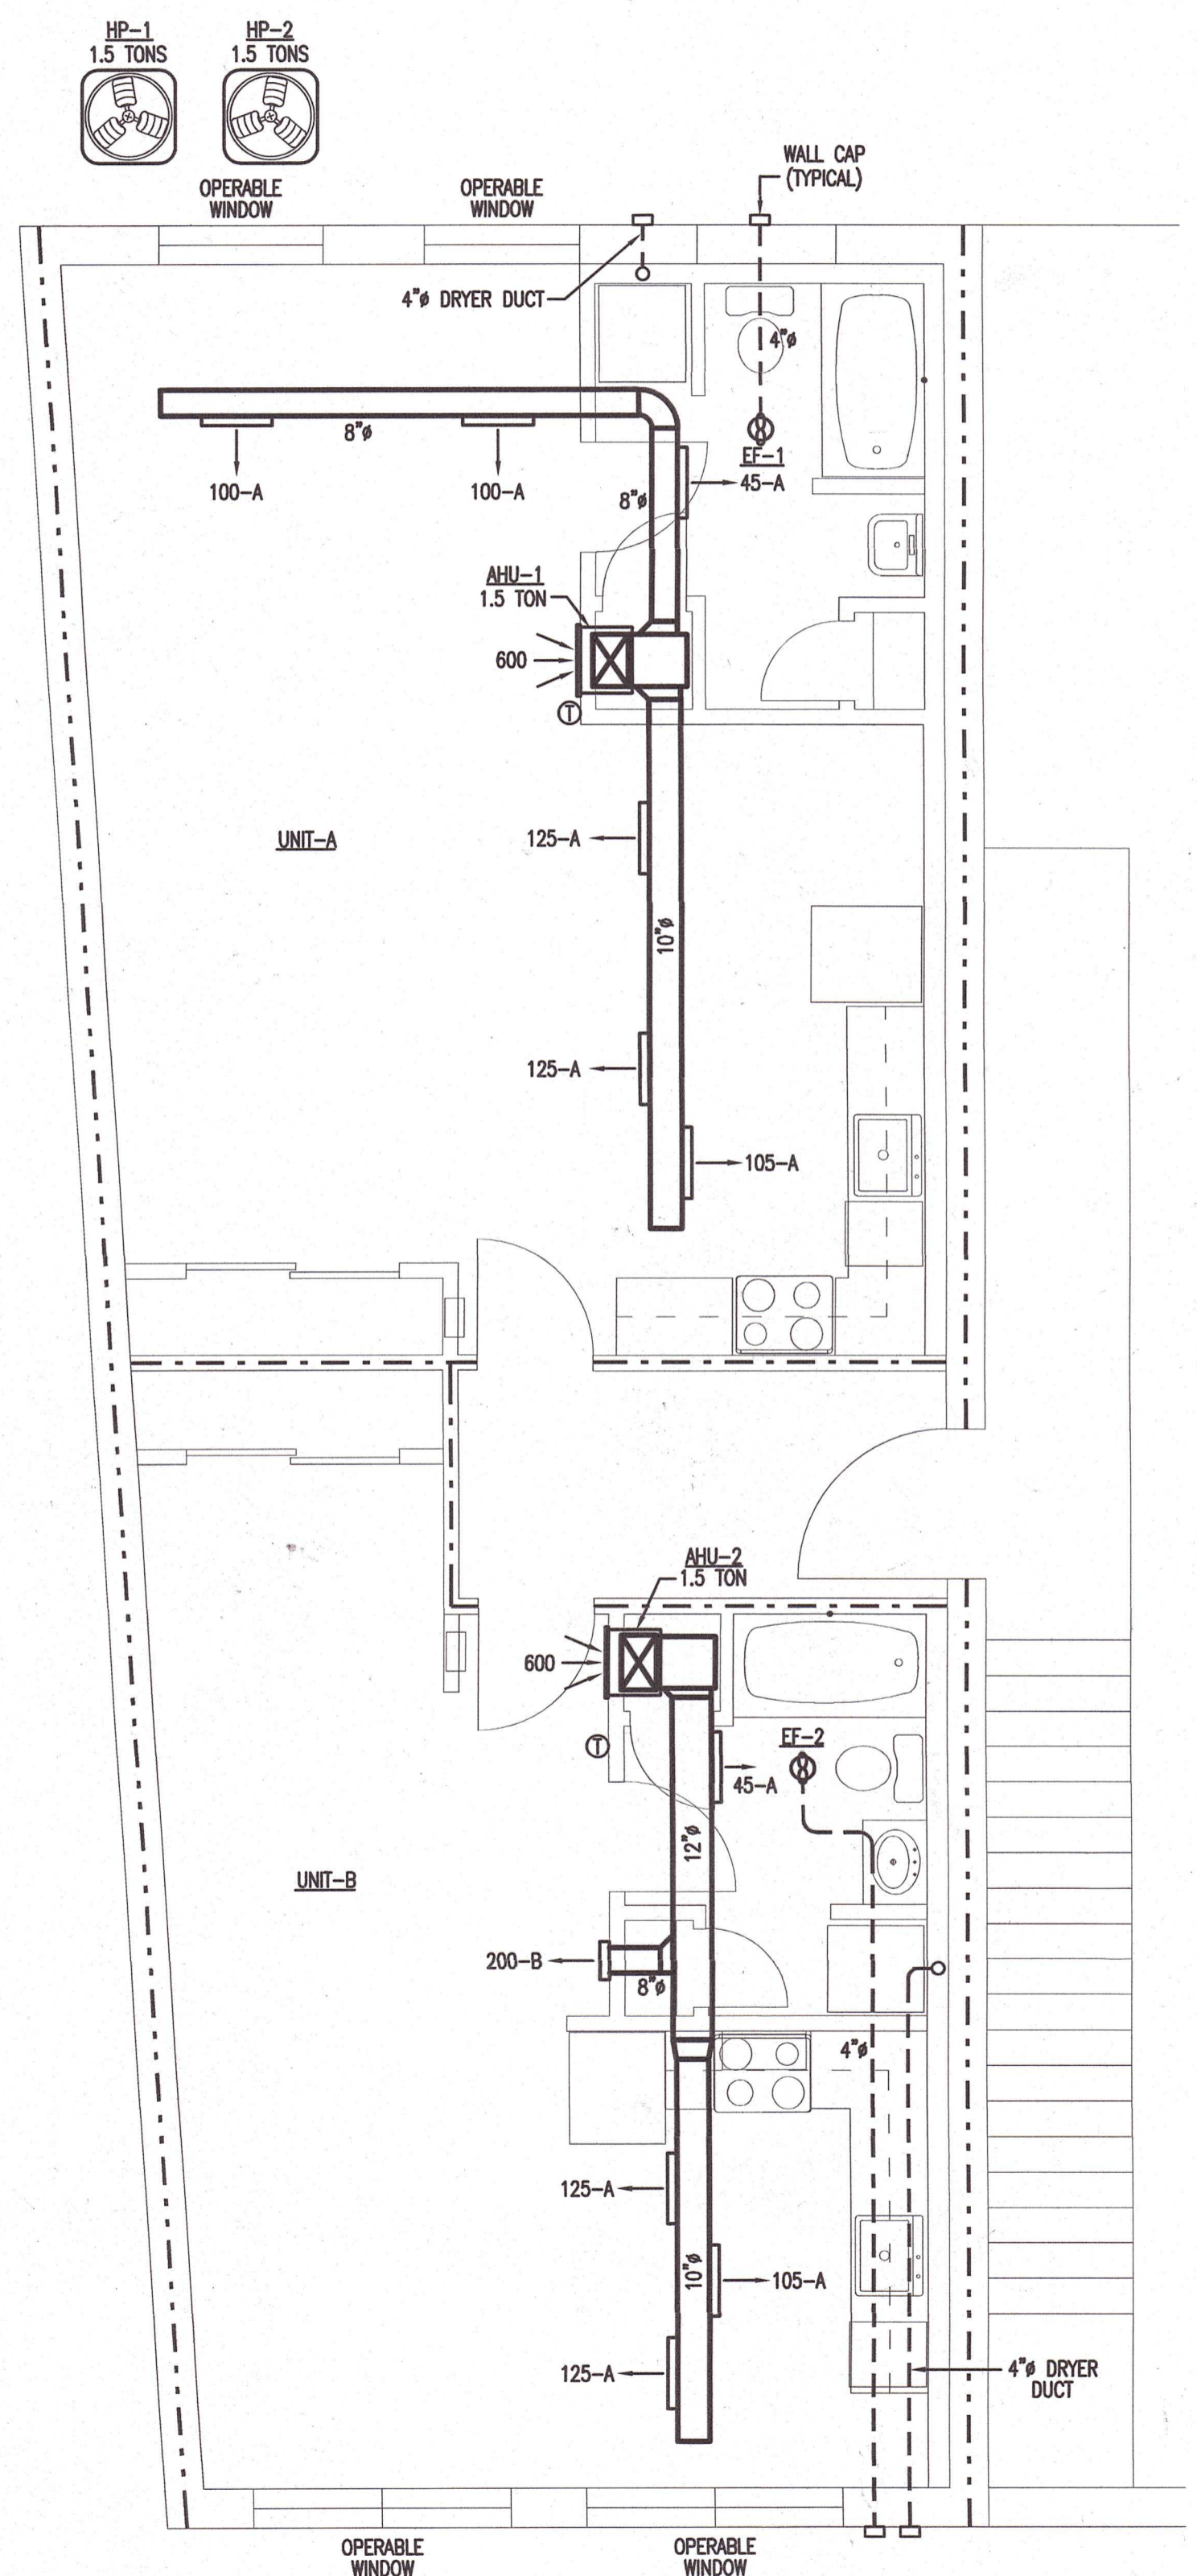 HP-1
1.5 TONS
HP-2
1.5 TONS
WALL CAP
(TYPICAL)
OPERABLE
WINDOW
OPERABLE
WINDOW
4"ø DRYER DUCT
4"ø
8"ø
EF-1
100-A
100-A
8"ø
45-A
AHU-1
1.5 TON
600
T
UNIT-A
125-A
10"ø
125-A
105-A
AHU-2
1.5 TON
600
T
EF-2
45-A
12"ø
UNIT-B
200-B
8"ø
4"ø
125-A
10"ø
105-A
125-A
4"ø DRYER
DUCT
OPERABLE
WINDOW
OPERABLE
WINDOW